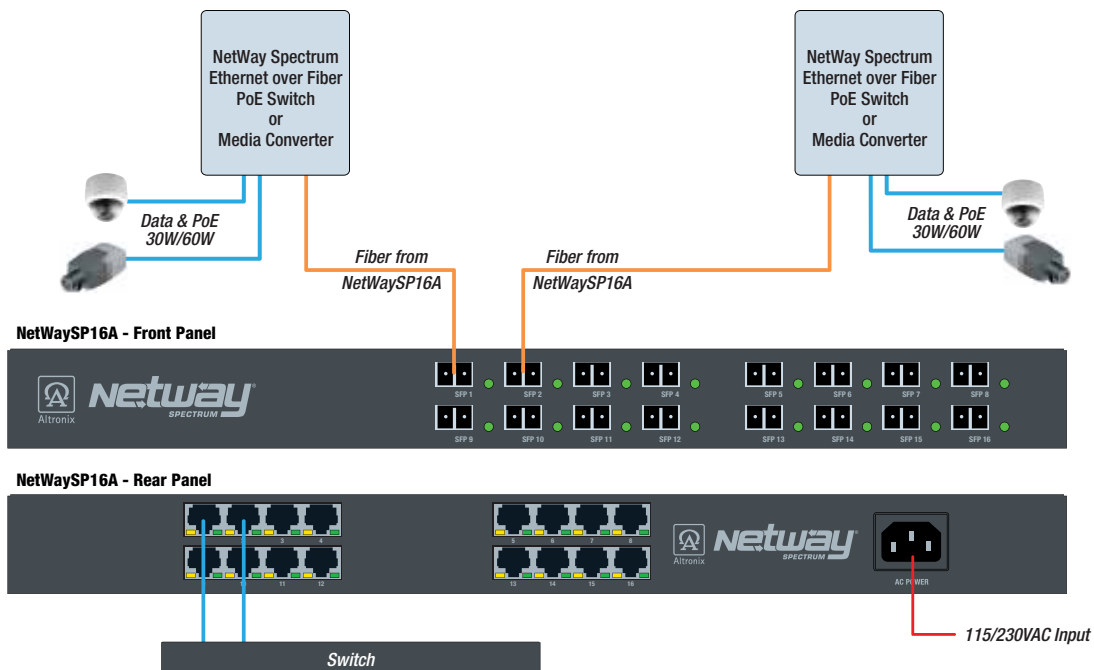 NetWay Spectrum
Ethernet over Fiber
PoE Switch
or
Media Converter
NetWay Spectrum
Ethernet over Fiber
PoE Switch
or
Media Converter
Data & PoE
30W/60W
Data & PoE
30W/60W
Fiber from
NetWaySP16A
Fiber from
NetWaySP16A
NetWaySP16A - Front Panel
Altronix
Netway
SPECTRUM
SFP 1
SFP 2
SFP 3
SFP 4
SFP 5
SFP 6
SFP 7
SFP 8
SFP 9
SFP 10
SFP 11
SFP 12
SFP 13
SFP 14
SFP 15
SFP 16
NetWaySP16A - Rear Panel
3
4
5
6
7
8
11
12
13
14
15
16
Altronix
Netway
SPECTRUM
AC POWER
115/230VAC Input
Switch